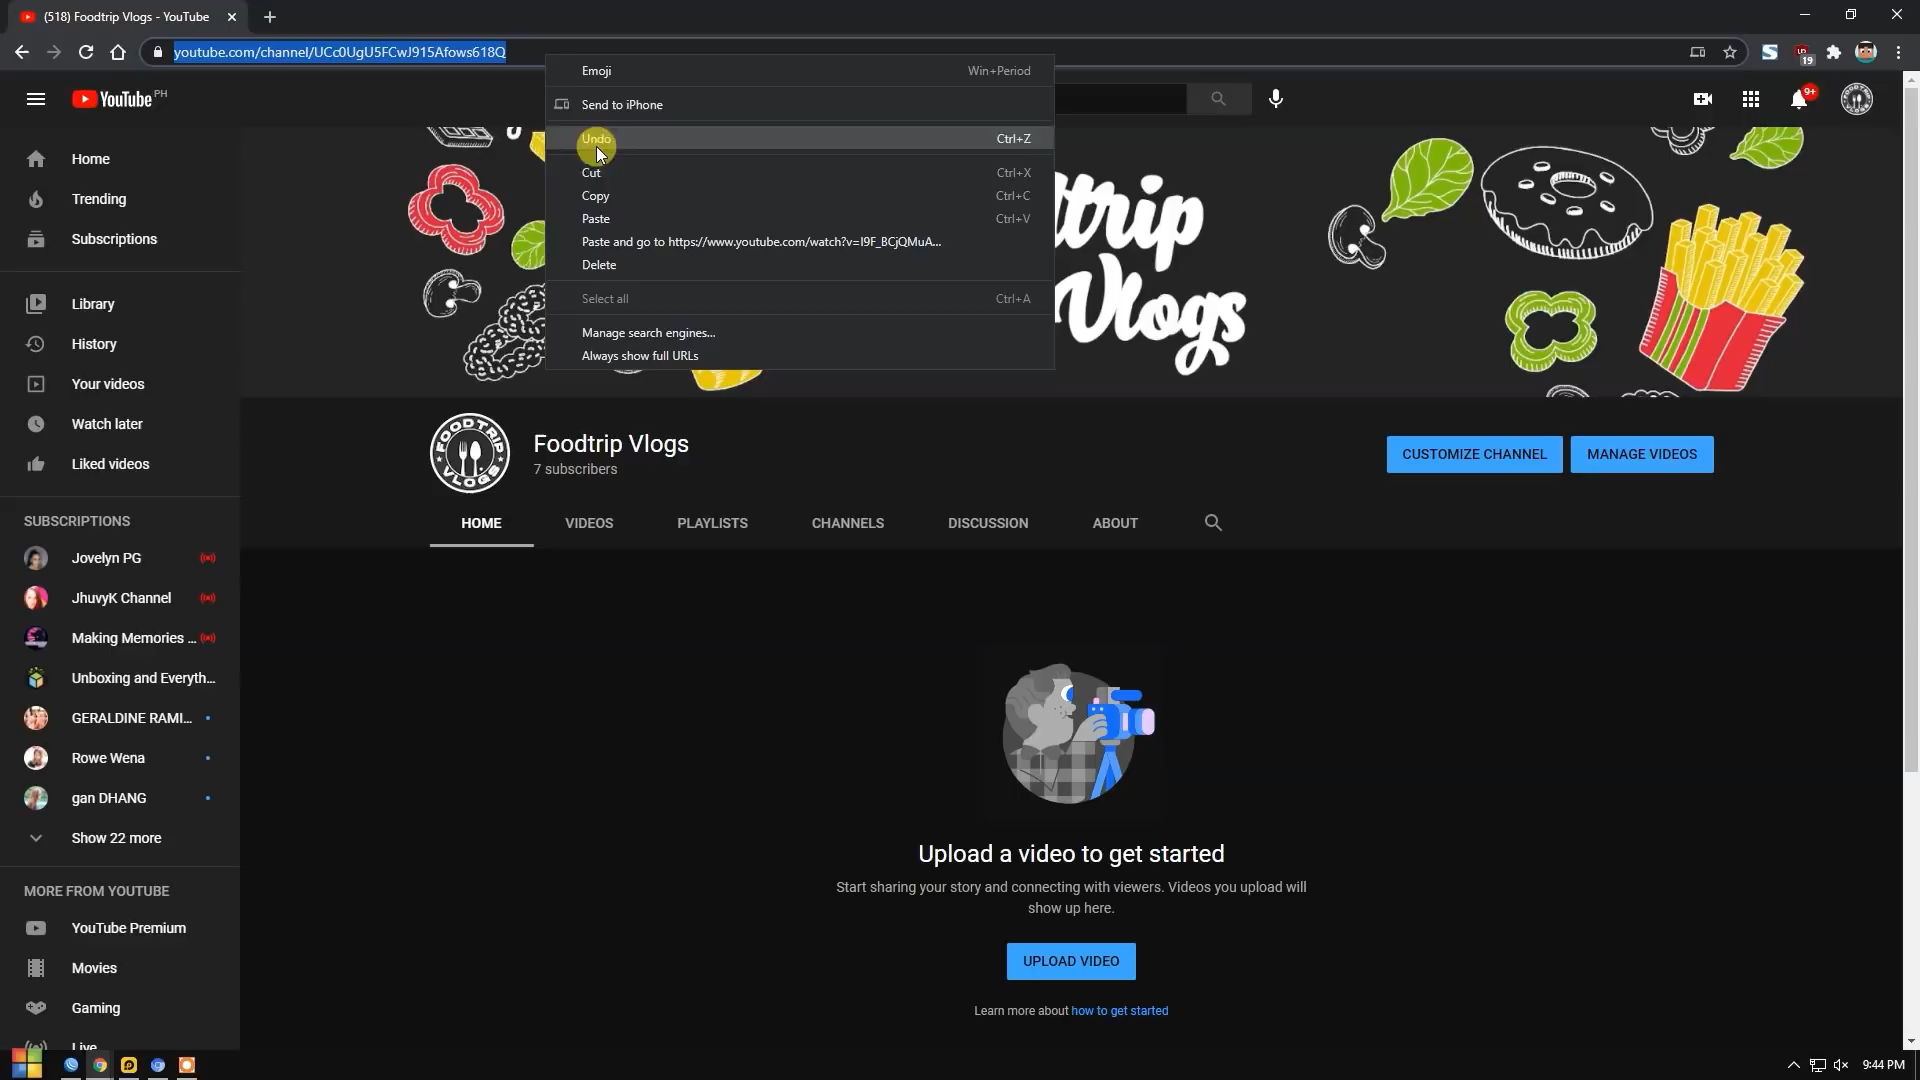 (518) Foodtrip Vlogs - YouTube
youtube.com/channel/UCc0UgU5FCwJ915Afows618Q
19
Emoji Win+Period
Send to iPhone
Undo Ctrl+Z
Cut Ctrl+X
Copy Ctrl+C
Paste Ctrl+V
Paste and go to https://www.youtube.com/watch?v=I9F_BCjQMuA...
Delete
Select all Ctrl+A
Manage search engines...
Always show full URLs
YouTube PH
9+
FOODTRIP VLOGS
Home
Trending
Subscriptions
Library
History
Your videos
Watch later
Liked videos
SUBSCRIPTIONS
Jovelyn PG
JhuvyK Channel
Making Memories ...
Unboxing and Everyth...
GERALDINE RAMI...
Rowe Wena
gan DHANG
Show 22 more
MORE FROM YOUTUBE
YouTube Premium
Movies
Gaming
Live
trip
Vlogs
FOODTRIP VLOGS
Foodtrip Vlogs
7 subscribers
CUSTOMIZE CHANNEL
MANAGE VIDEOS
HOME VIDEOS PLAYLISTS CHANNELS DISCUSSION ABOUT
Upload a video to get started
Start sharing your story and connecting with viewers. Videos you upload will
show up here.
UPLOAD VIDEO
Learn more about how to get started
9:44 PM